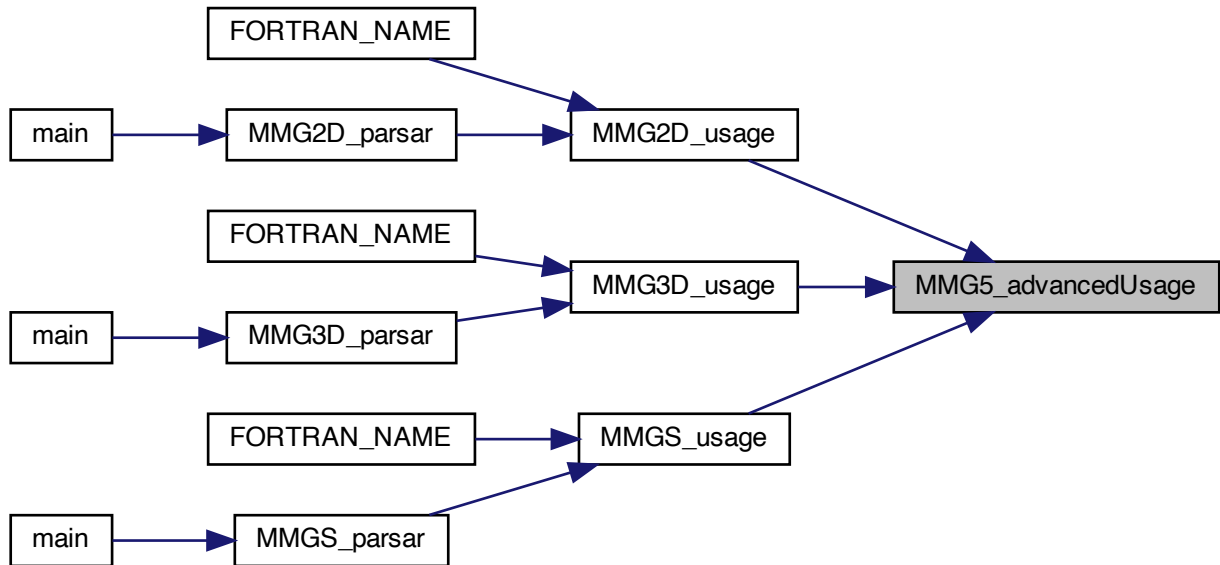 FORTRAN_NAME
main
MMG2D_parsar
MMG2D_usage
FORTRAN_NAME
MMG3D_usage
MMG5_advancedUsage
main
MMG3D_parsar
FORTRAN_NAME
MMGS_usage
main
MMGS_parsar